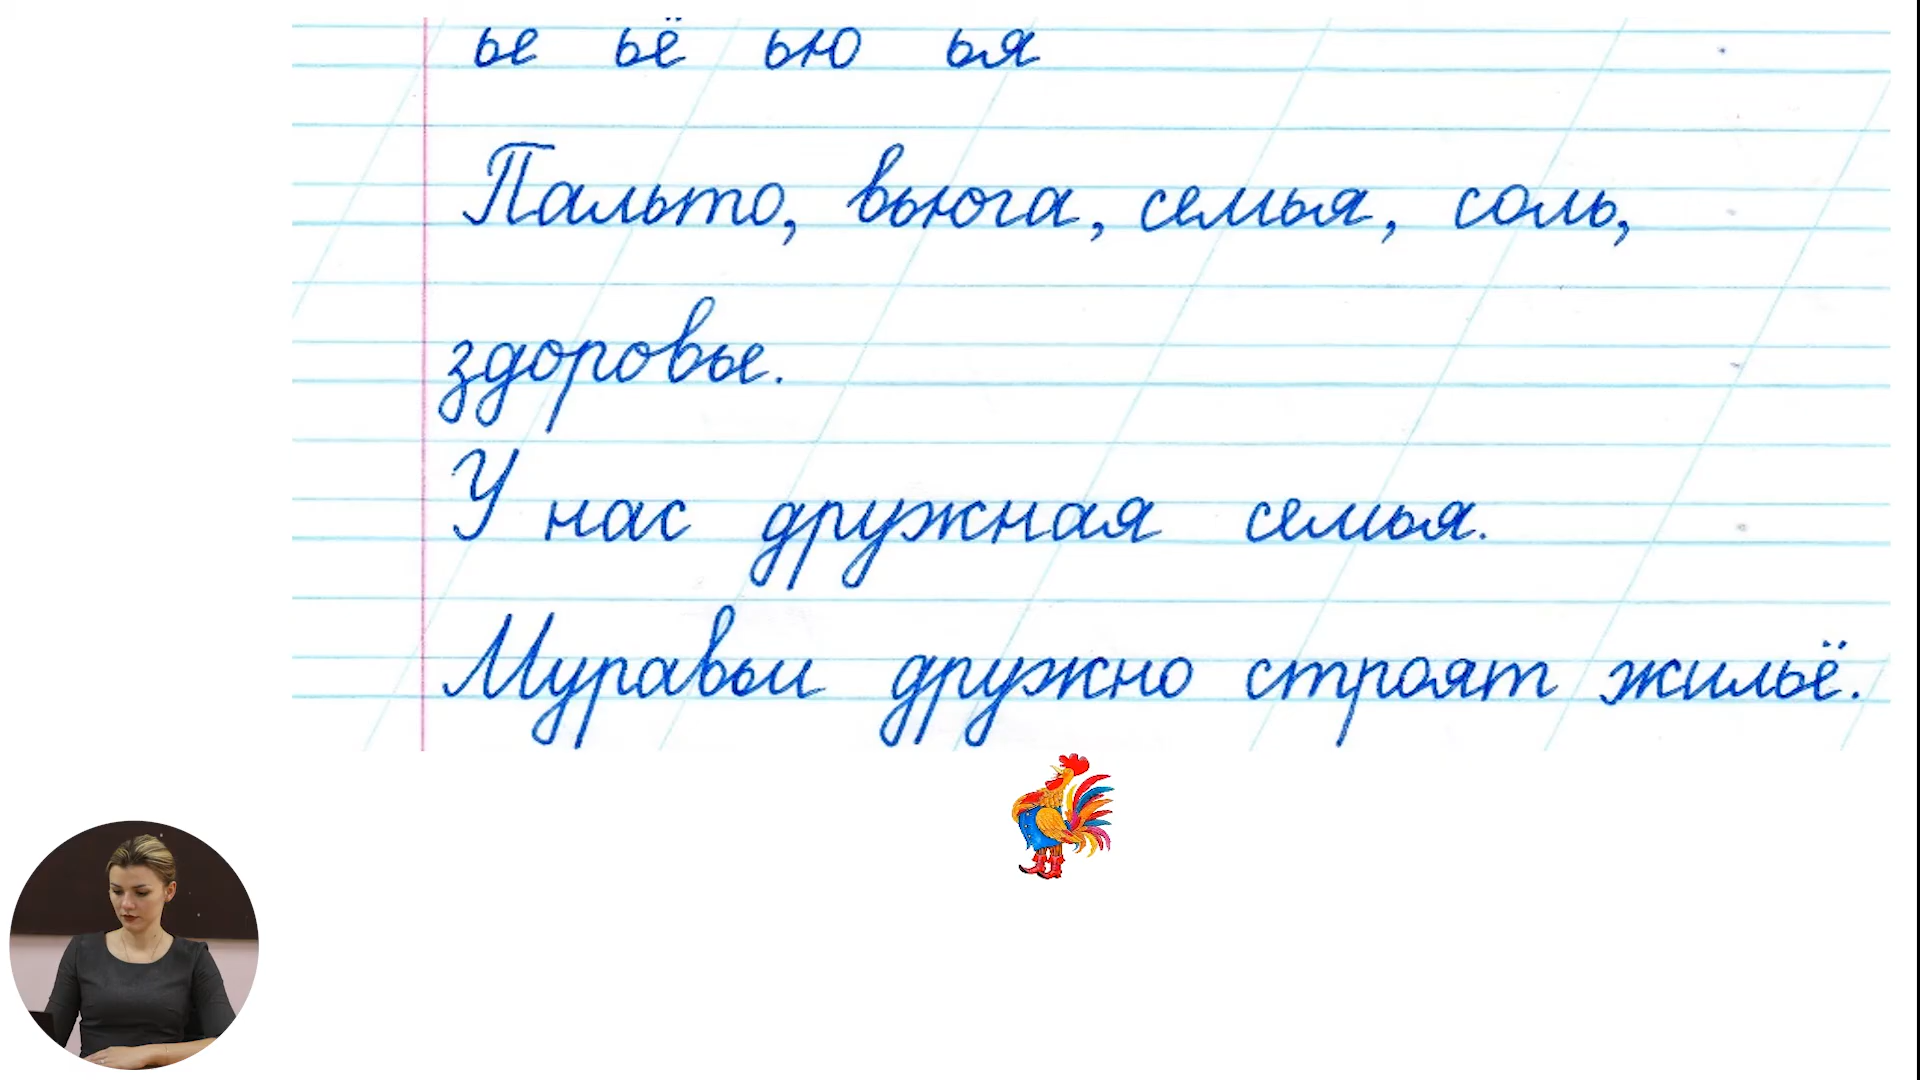 ье ьё ью ья
Пальто, вьюга, семья, соль,
здоровье.
У нас дружная семья.
Муравьи дружно строят жильё.